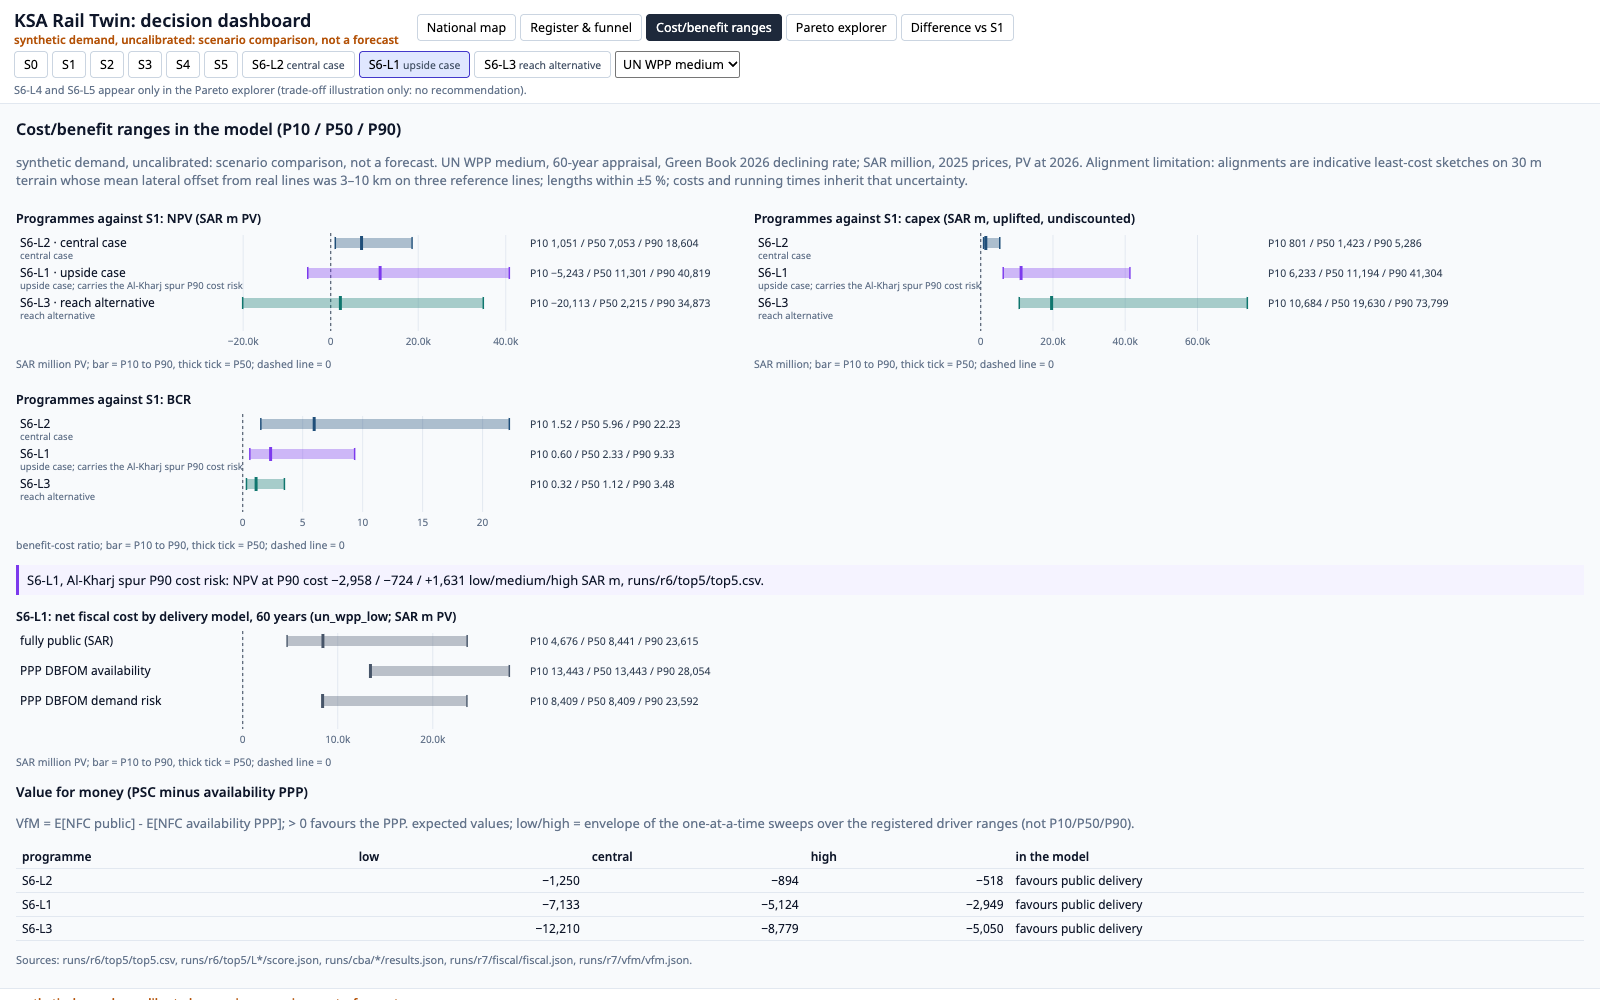 KSA Rail Twin: decision dashboard
synthetic demand, uncalibrated: scenario comparison, not a forecast
National map
Register & funnel
Cost/benefit ranges
Pareto explorer
Difference vs S1
S0
S1
S2
S3
S4
S5
S6-L2 central case
S6-L1 upside case
S6-L3 reach alternative
UN WPP medium
S6-L4 and S6-L5 appear only in the Pareto explorer (trade-off illustration only: no recommendation).
Cost/benefit ranges in the model (P10 / P50 / P90)
synthetic demand, uncalibrated: scenario comparison, not a forecast. UN WPP medium, 60-year appraisal, Green Book 2026 declining rate; SAR million, 2025 prices, PV at 2026. Alignment limitation: alignments are indicative least-cost sketches on 30 m
terrain whose mean lateral offset from real lines was 3–10 km on three reference lines; lengths within ±5 %; costs and running times inherit that uncertainty.
Programmes against S1: NPV (SAR m PV)
S6-L2 · central case
central case
P10 1,051 / P50 7,053 / P90 18,604
S6-L1 · upside case
upside case; carries the Al-Kharj spur P90 cost risk
P10 −5,243 / P50 11,301 / P90 40,819
S6-L3 · reach alternative
reach alternative
P10 −20,113 / P50 2,215 / P90 34,873
−20.0k 0 20.0k 40.0k
SAR million PV; bar = P10 to P90, thick tick = P50; dashed line = 0
Programmes against S1: capex (SAR m, uplifted, undiscounted)
S6-L2
central case
P10 801 / P50 1,423 / P90 5,286
S6-L1
upside case; carries the Al-Kharj spur P90 cost risk
P10 6,233 / P50 11,194 / P90 41,304
S6-L3
reach alternative
P10 10,684 / P50 19,630 / P90 73,799
0 20.0k 40.0k 60.0k
SAR million; bar = P10 to P90, thick tick = P50; dashed line = 0
Programmes against S1: BCR
S6-L2
central case
P10 1.52 / P50 5.96 / P90 22.23
S6-L1
upside case; carries the Al-Kharj spur P90 cost risk
P10 0.60 / P50 2.33 / P90 9.33
S6-L3
reach alternative
P10 0.32 / P50 1.12 / P90 3.48
0 5 10 15 20
benefit-cost ratio; bar = P10 to P90, thick tick = P50; dashed line = 0
S6-L1, Al-Kharj spur P90 cost risk: NPV at P90 cost −2,958 / −724 / +1,631 low/medium/high SAR m, runs/r6/top5/top5.csv.
S6-L1: net fiscal cost by delivery model, 60 years (un_wpp_low; SAR m PV)
fully public (SAR)
P10 4,676 / P50 8,441 / P90 23,615
PPP DBFOM availability
P10 13,443 / P50 13,443 / P90 28,054
PPP DBFOM demand risk
P10 8,409 / P50 8,409 / P90 23,592
0 10.0k 20.0k
SAR million PV; bar = P10 to P90, thick tick = P50; dashed line = 0
Value for money (PSC minus availability PPP)
VfM = E[NFC public] - E[NFC availability PPP]; > 0 favours the PPP. expected values; low/high = envelope of the one-at-a-time sweeps over the registered driver ranges (not P10/P50/P90).
programme low central high in the model
S6-L2 −1,250 −894 −518 favours public delivery
S6-L1 −7,133 −5,124 −2,949 favours public delivery
S6-L3 −12,210 −8,779 −5,050 favours public delivery
Sources: runs/r6/top5/top5.csv, runs/r6/top5/L*/score.json, runs/cba/*/results.json, runs/r7/fiscal/fiscal.json, runs/r7/vfm/vfm.json.